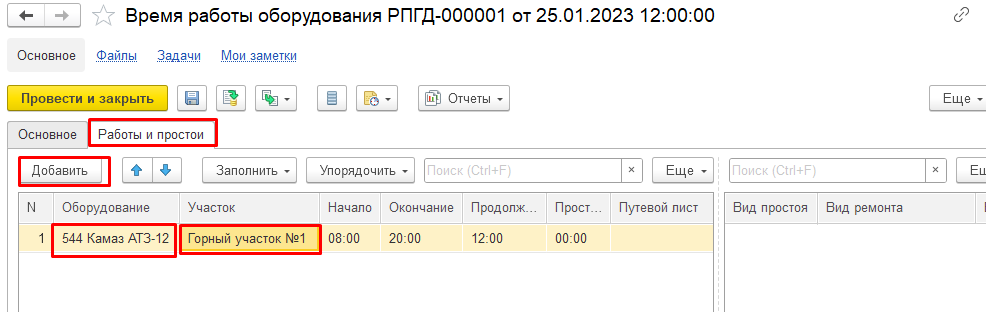 Время работы оборудования РПГД-000001 от 25.01.2023 12:00:00
Основное Файлы Задачи Мои заметки
Провести и закрыть Отчеты Еще
Основное Работы и простои
Добавить Заполнить Упорядочить Поиск (Ctrl+F) × Еще Поиск (Ctrl+F) ×
N Оборудование Участок Начало Окончание Продолж... Прост... Путевой лист Вид простоя Вид ремонта
1 544 Камаз АТЗ-12 Горный участок №1 08:00 20:00 12:00 00:00